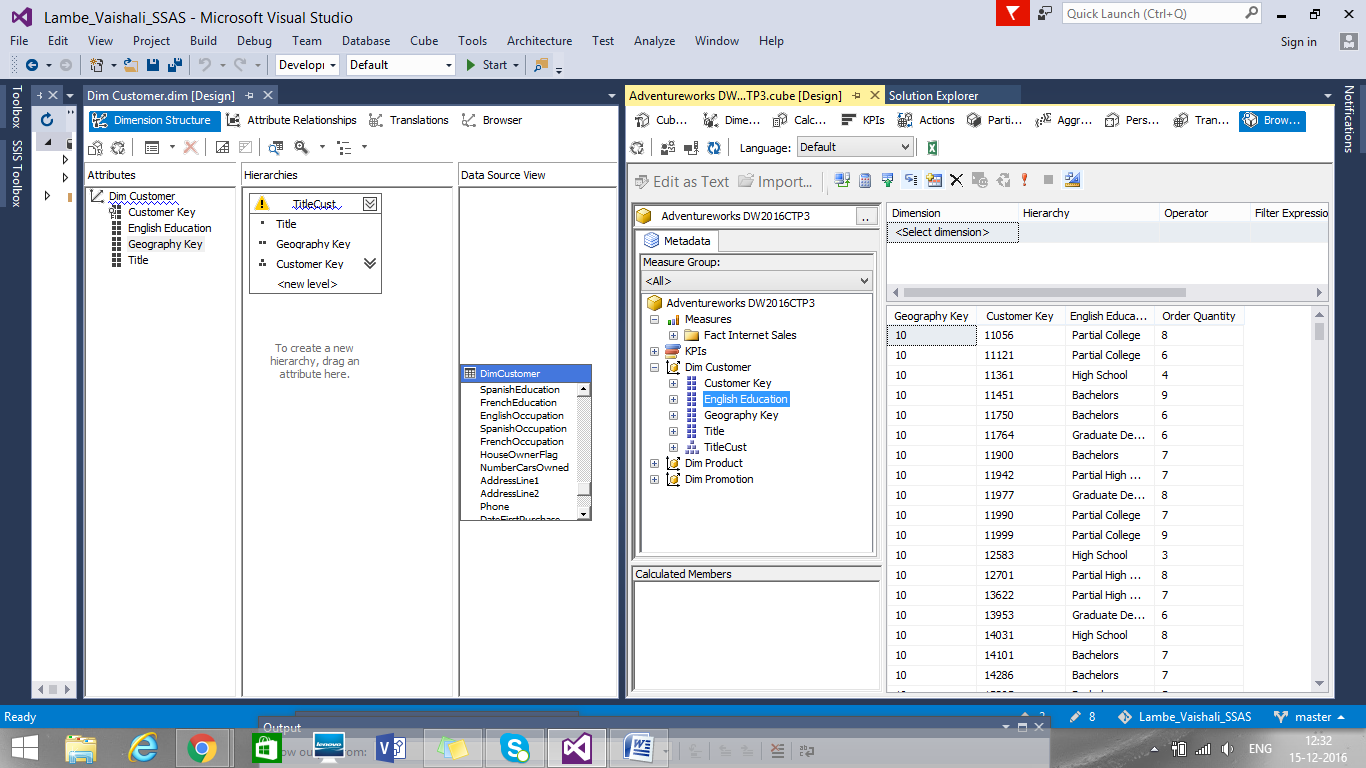 Lambe_Vaishali_SSAS - Microsoft Visual Studio
Quick Launch (Ctrl+Q)
File Edit View Project Build Debug Team Database Cube Tools Architecture Test Analyze Window Help
Sign in
Default
Start
Toolbox
SSIS Toolbox
Notifications
Dim Customer.dim [Design]
Dimension Structure
Attribute Relationships
Translations
Browser
Attributes
Dim Customer
Customer Key
English Education
Geography Key
Title
Hierarchies
TitleCust
Title
Geography Key
Customer Key
<new level>
To create a new
hierarchy, drag an
attribute here.
Data Source View
DimCustomer
SpanishEducation
FrenchEducation
EnglishOccupation
SpanishOccupation
FrenchOccupation
HouseOwnerFlag
NumberCarsOwned
AddressLine1
AddressLine2
Phone
DateFirstPurchase
Adventureworks DW...TP3.cube [Design]
Solution Explorer
Cub... Dime... Calc... KPIs Actions Parti... Aggr... Pers... Tran... Brow...
Language: Default
Edit as Text Import...
Adventureworks DW2016CTP3
..
Metadata
Measure Group:
<All>
Adventureworks DW2016CTP3
Measures
Fact Internet Sales
KPIs
Dim Customer
Customer Key
English Education
Geography Key
Title
TitleCust
Dim Product
Dim Promotion
Calculated Members
Dimension Hierarchy Operator Filter Expressio
<Select dimension>
Geography Key Customer Key English Educa... Order Quantity
10 11056 Partial College 8
10 11121 Partial College 6
10 11361 High School 4
10 11451 Bachelors 9
10 11750 Bachelors 6
10 11764 Graduate De... 6
10 11900 Bachelors 7
10 11942 Partial High ... 7
10 11977 Graduate De... 8
10 11990 Partial College 7
10 11999 Partial College 9
10 12583 High School 3
10 12701 Partial High ... 8
10 13622 Partial High ... 7
10 13953 Graduate De... 6
10 14031 High School 8
10 14101 Bachelors 7
10 14286 Bachelors 7
Ready
8
Lambe_Vaishali_SSAS
master
Output
lenovo
ENG
12:32
15-12-2016